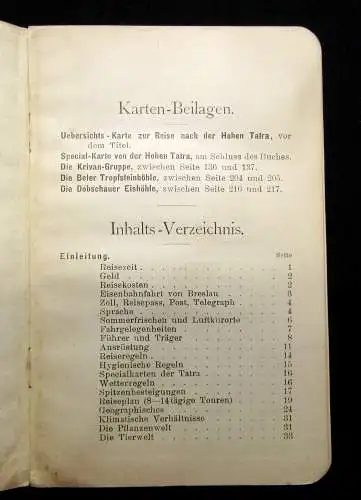 Karten-Beilagen.
Uebersichts-Karte zur Reise nach der Hohen Tatra, vor
dem Titel.
Special-Karte von der Hohen Tatra, am Schluss des Buches.
Die Krivan-Gruppe, zwischen Seite 136 und 137.
Die Beler Tropfsteinhöhle, zwischen Seite 204 und 205.
Die Dobschauer Eishöhle, zwischen Seite 216 und 217.
Inhalts-Verzeichnis.
Einleitung. Seite
Reisezeit 1
Geld 2
Reisekosten 2
Eisenbahnfahrt von Breslau 3
Zoll, Reisepass, Post, Telegraph 4
Sprache 4
Sommerfrischen und Luftkurorte 6
Fahrgelegenheiten 7
Führer und Träger 8
Ausrüstung 11
Reiseregeln 14
Hygienische Regeln 15
Specialkarten der Tatra 16
Wetterregeln 16
Spitzenbesteigungen 17
Reiseplan (8—14tägige Touren) 19
Geographisches 24
Klimatische Verhältnisse 31
Die Pflanzenwelt 31
Die Tierwelt 33